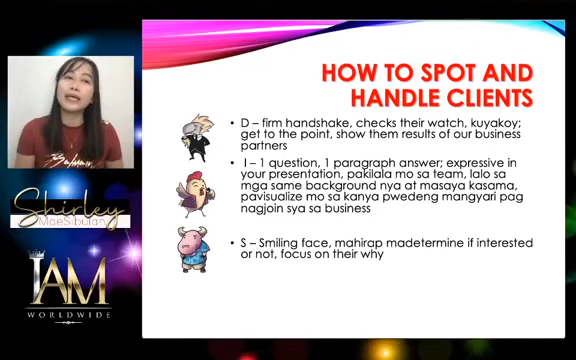 HOW TO SPOT AND
HANDLE CLIENTS
D – firm handshake, checks their watch, kuyakoy;
get to the point, show them results of our business
partners
I – 1 question, 1 paragraph answer; expressive in
your presentation, pakilala mo sa team, lalo sa
mga same background nya at masaya kasama,
pavisualize mo sa kanya pwedeng mangyari pag
nagjoin sya sa business
S – Smiling face, mahirap madetermine if interested
or not, focus on their why
Shirley
MaeSibulan
IAM
WORLDWIDE